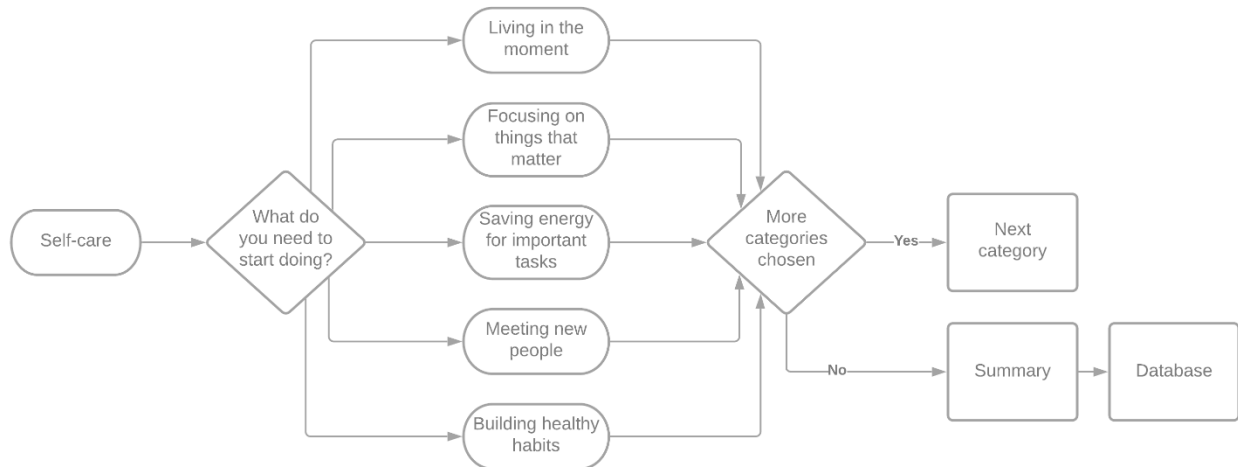 Self-care
What do
you need to
start doing?
Living in the
moment
Focusing on
things that
matter
Saving energy
for important
tasks
Meeting new
people
Building healthy
habits
More
categories
chosen
Yes
Next
category
No
Summary
Database